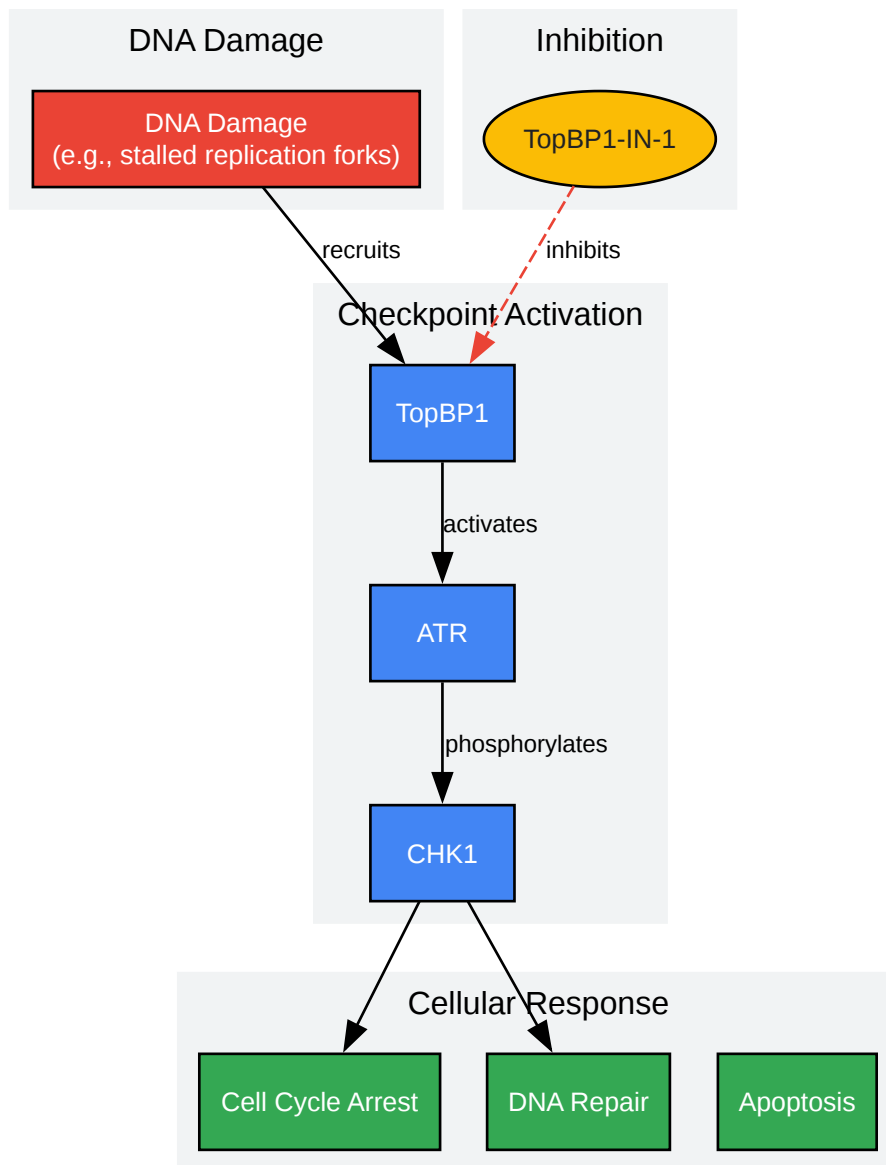 DNA Damage
Inhibition
DNA Damage
(e.g., stalled replication forks)
TopBP1-IN-1
recruits
inhibits
Checkpoint Activation
TopBP1
activates
ATR
phosphorylates
CHK1
Cellular Response
Cell Cycle Arrest
DNA Repair
Apoptosis